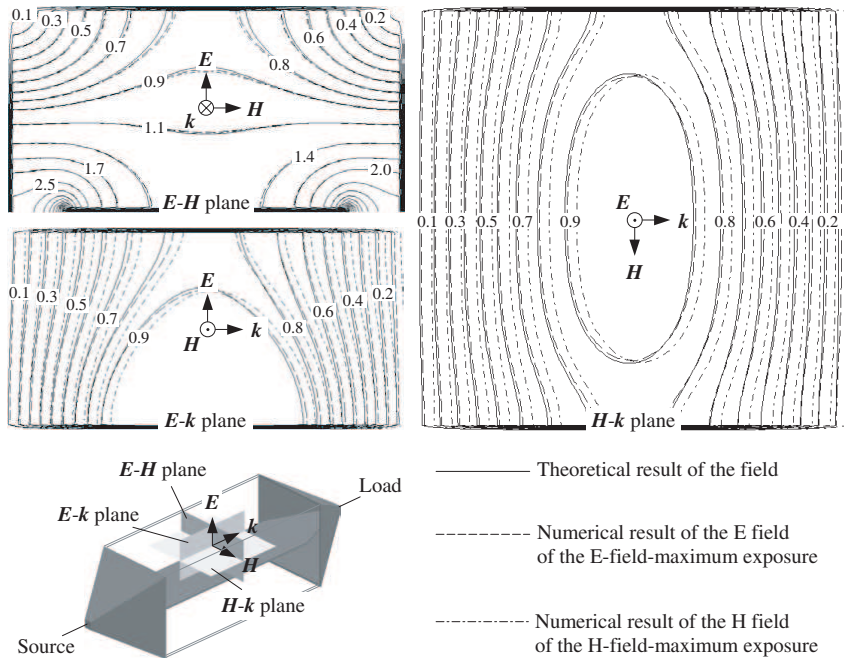 0.1 0.3 0.5 0.7 0.8 0.6 0.4 0.2
E
0.9
k H
1.1
1.7 1.4
2.5 2.0
E-H plane
E
0.1 0.3 0.5 0.7 0.9 0.8 0.6 0.4 0.2
H k
E-k plane
E
0.1 0.3 0.5 0.7 0.9 k 0.8 0.6 0.4 0.2
H
H-k plane
E-H plane
E-k plane
E
k
H
H-k plane
Load
Source
Theoretical result of the field
Numerical result of the E field
of the E-field-maximum exposure
Numerical result of the H field
of the H-field-maximum exposure